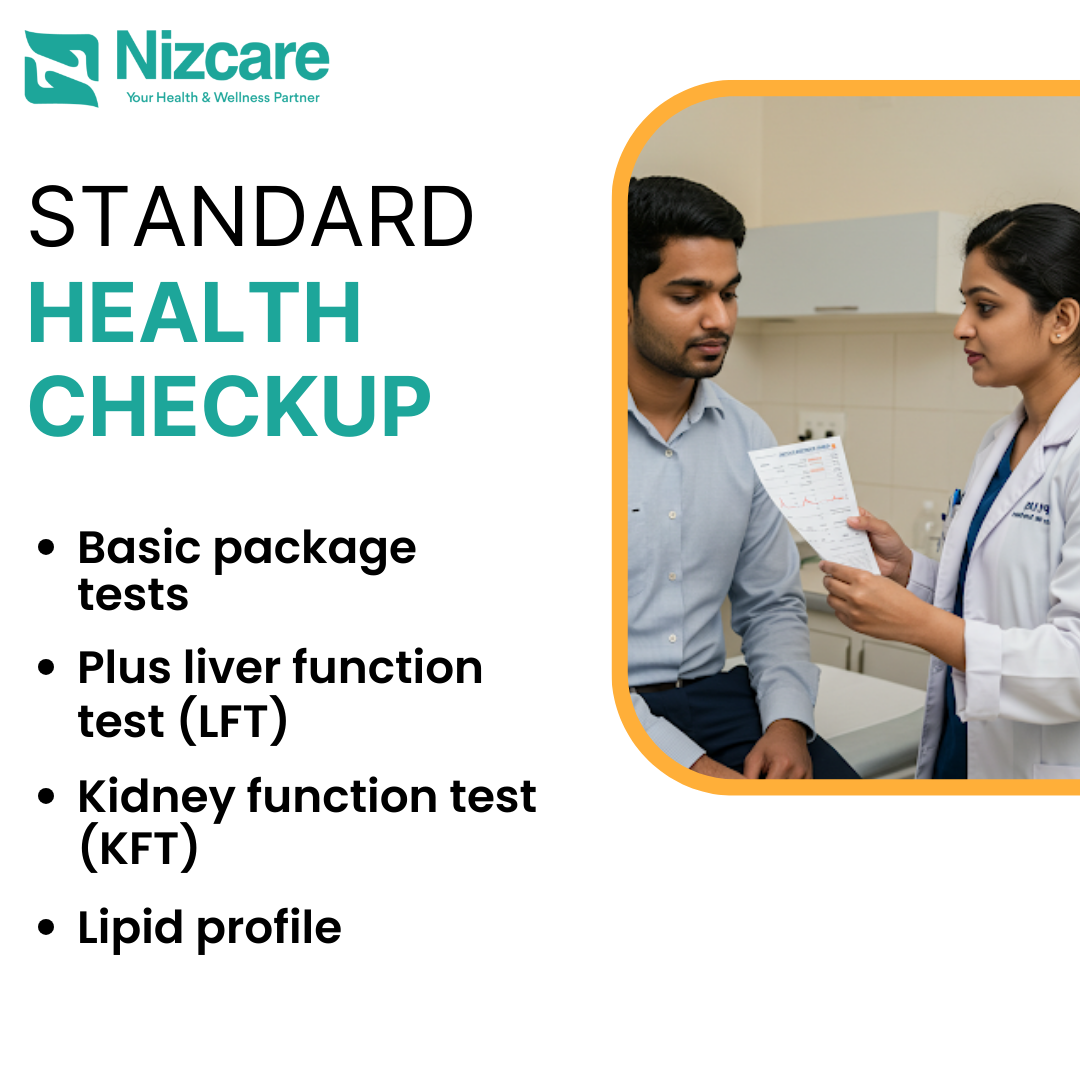 Nizcare
Your Health & Wellness Partner
STANDARD
HEALTH
CHECKUP
• Basic package
tests
• Plus liver function
test (LFT)
• Kidney function test
(KFT)
• Lipid profile